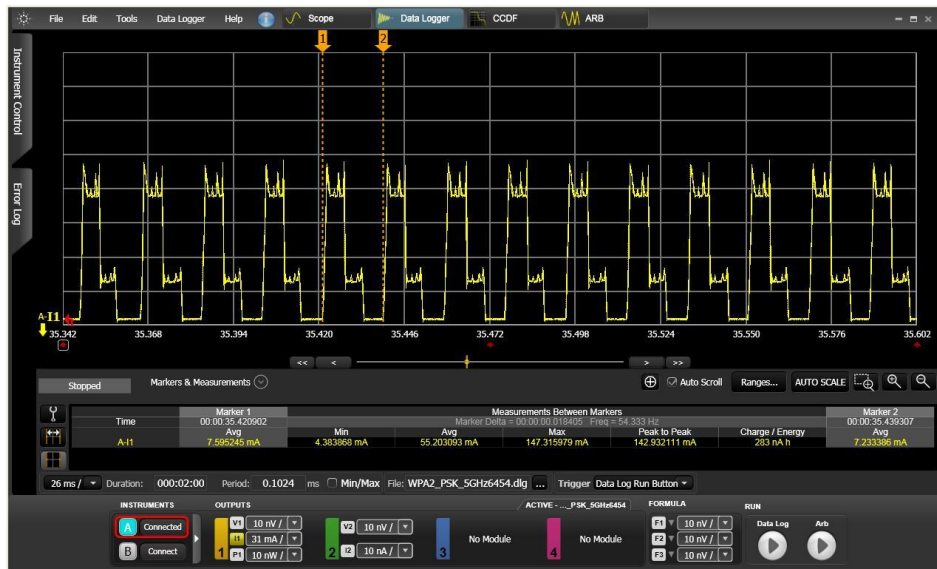 File Edit Tools Data Logger Help Scope Data Logger CCDF ARB
1 2
Instrument Control
Error Log
A-I1
35.342 35.368 35.394 35.420 35.446 35.472 35.498 35.524 35.550 35.576 35.602
<< < > >>
Stopped Markers & Measurements Auto Scroll Ranges... AUTO SCALE
Marker 1 Measurements Between Markers Marker 2
Time 00:00:35.420902 Marker Delta = 00:00:00.018405 Freq = 54.333 Hz 00:00:35.439307
Avg Min Avg Max Peak to Peak Charge / Energy Avg
A-I1 7.595245 mA 4.383868 mA 55.203093 mA 147.315979 mA 142.932111 mA 283 nA h 7.233386 mA
26 ms / Duration: 000:02:00 Period: 0.1024 ms Min/Max File: WPA2_PSK_5GHz6454.dlg ... Trigger Data Log Run Button
INSTRUMENTS OUTPUTS ACTIVE - ..._PSK_5GHz6454 FORMULA RUN
A Connected V1 10 nV / V2 10 nV / F1 10 nV / Data Log Arb
1 I1 31 mA / 2 3 No Module 4 No Module F2 10 nV /
B Connect P1 10 nW / I2 10 nA / F3 10 nV /